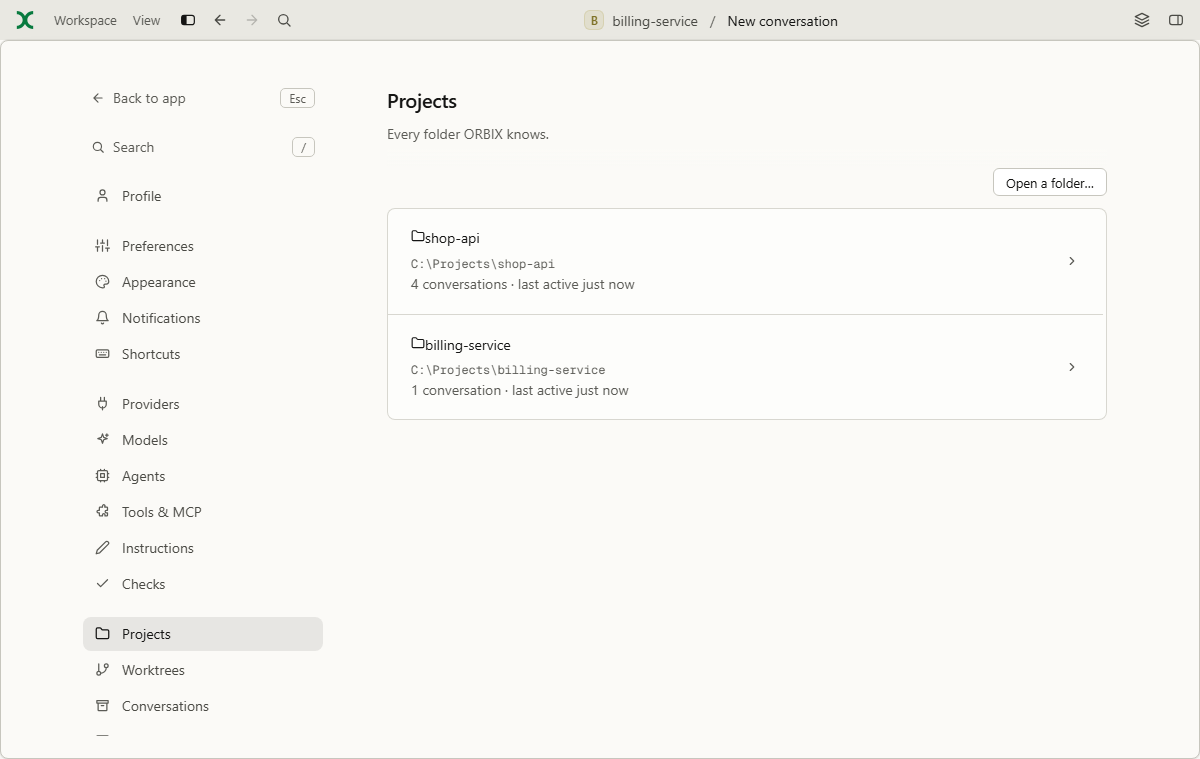 Workspace View
B billing-service / New conversation
Back to app Esc
Search /
Profile
Preferences
Appearance
Notifications
Shortcuts
Providers
Models
Agents
Tools & MCP
Instructions
Checks
Projects
Worktrees
Conversations
Projects
Every folder ORBIX knows.
Open a folder...
shop-api
C:\Projects\shop-api
4 conversations · last active just now
billing-service
C:\Projects\billing-service
1 conversation · last active just now